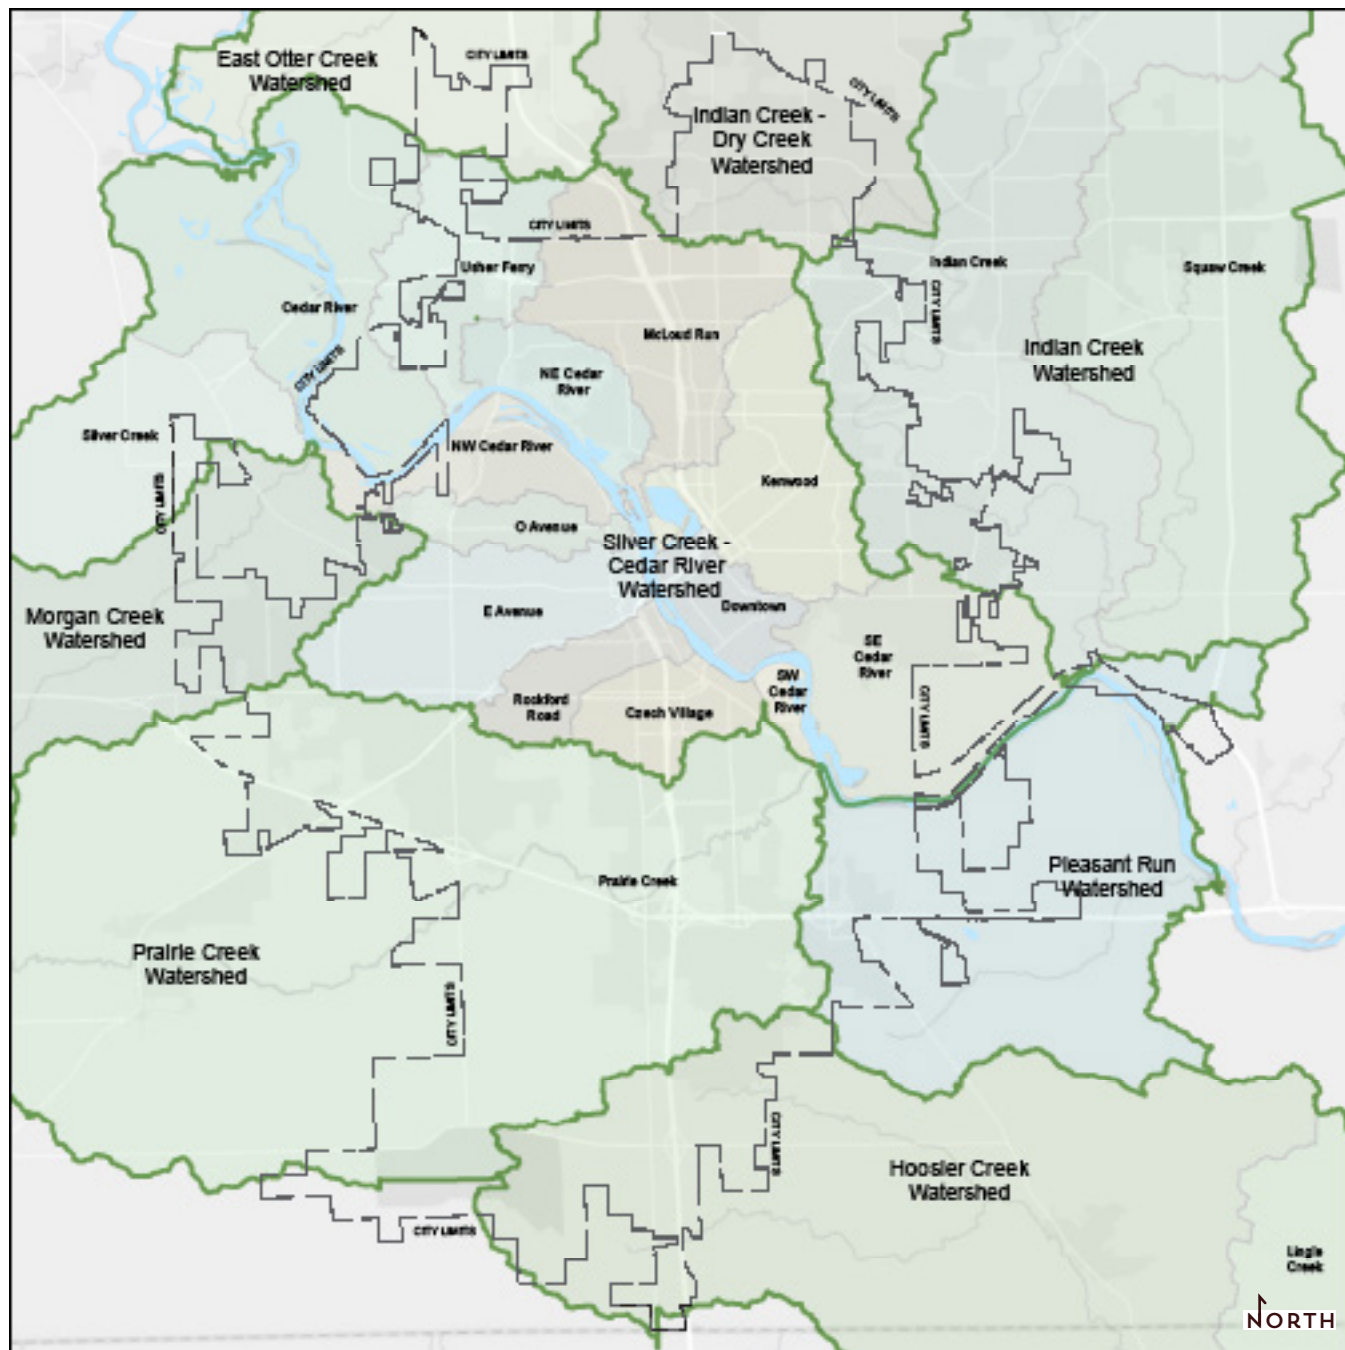 East Otter Creek
Watershed
CITY LIMITS
CITY LIMITS
Indian Creek -
Dry Creek
Watershed
CITY LIMITS
Usher Ferry
Indian Creek
Squaw Creek
CITY LIMITS
Cedar River
McLoud Run
Indian Creek
Watershed
CITY LIMITS
NE Cedar
River
Silver Creek
NW Cedar River
Kenwood
CITY LIMITS
O Avenue
Silver Creek -
Cedar River
Watershed
E Avenue
Downtown
Morgan Creek
Watershed
SE
Cedar
River
SW
Cedar
River
Rockford
Road
Czech Village
CITY LIMITS
Pleasant Run
Watershed
Prairie Creek
Prairie Creek
Watershed
CITY LIMITS
CITY LIMITS
Hoosier Creek
Watershed
CITY LIMITS
Lingle
Creek
NORTH